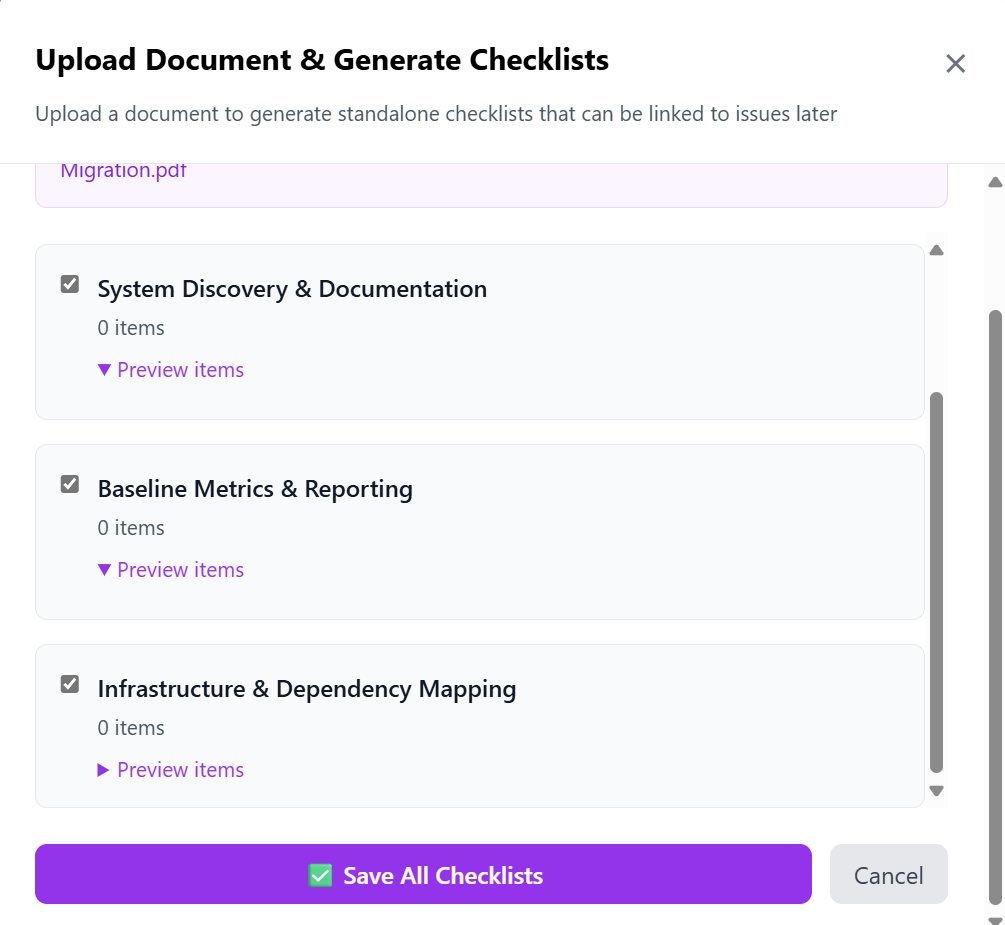 Upload Document & Generate Checklists
Upload a document to generate standalone checklists that can be linked to issues later
Migration.pdf
System Discovery & Documentation
0 items
Preview items
Baseline Metrics & Reporting
0 items
Preview items
Infrastructure & Dependency Mapping
0 items
Preview items
Save All Checklists
Cancel